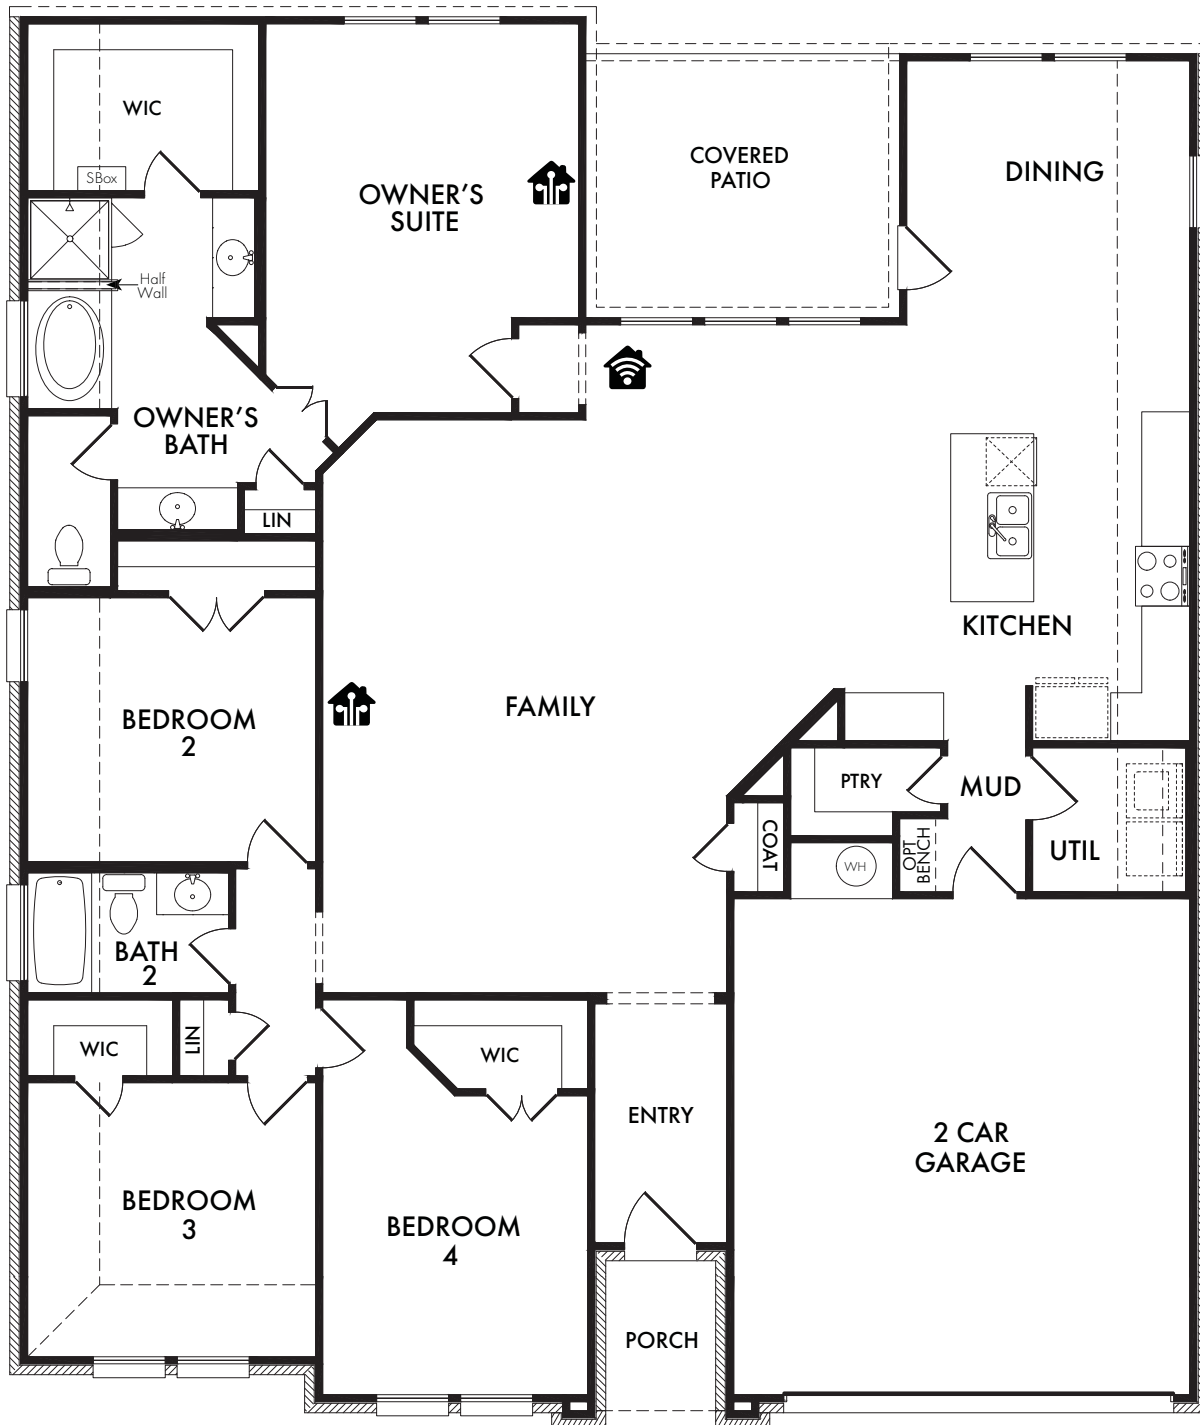 WIC
SBox
OWNER'S
SUITE
COVERED
PATIO
DINING
Half
Wall
OWNER'S
BATH
LIN
KITCHEN
BEDROOM
2
FAMILY
PTRY
MUD
COAT
WH
OPT
BENCH
UTIL
BATH
2
WIC
LIN
WIC
ENTRY
2 CAR
GARAGE
BEDROOM
3
BEDROOM
4
PORCH